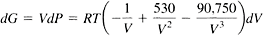 dG = VdP = RT(-1/V + 530/V² - 90,750/V³)dV